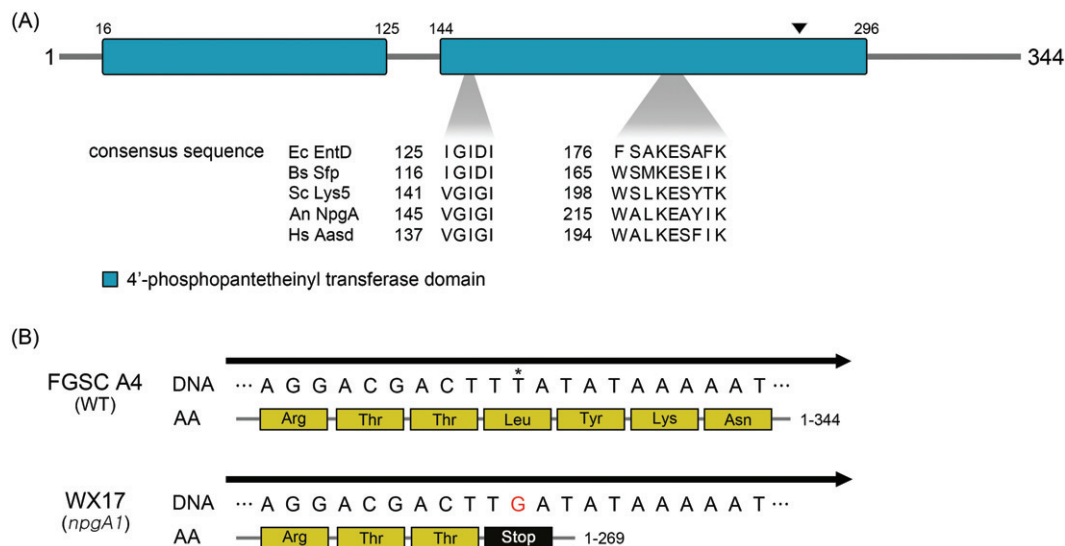 (A)
16 125 144 ▼ 296
1 344
consensus sequence Ec EntD 125 IGIDI 176 FSAKESAFK
Bs Sfp 116 IGIDI 165 WSMKESEIK
Sc Lys5 141 VGIGI 198 WSLKESYTK
An NpgA 145 VGIGI 215 WALKEAYIK
Hs Aasd 137 VGIGI 194 WALKESFIK
4'-phosphopantetheinyl transferase domain
(B)
*
FGSC A4 DNA ··· A G G A C G A C T T T A T A T A A A A A T ···
(WT) AA Arg Thr Thr Leu Tyr Lys Asn 1-344
WX17 DNA ··· A G G A C G A C T T G A T A T A A A A A T ···
(npgA1) AA Arg Thr Thr Stop 1-269